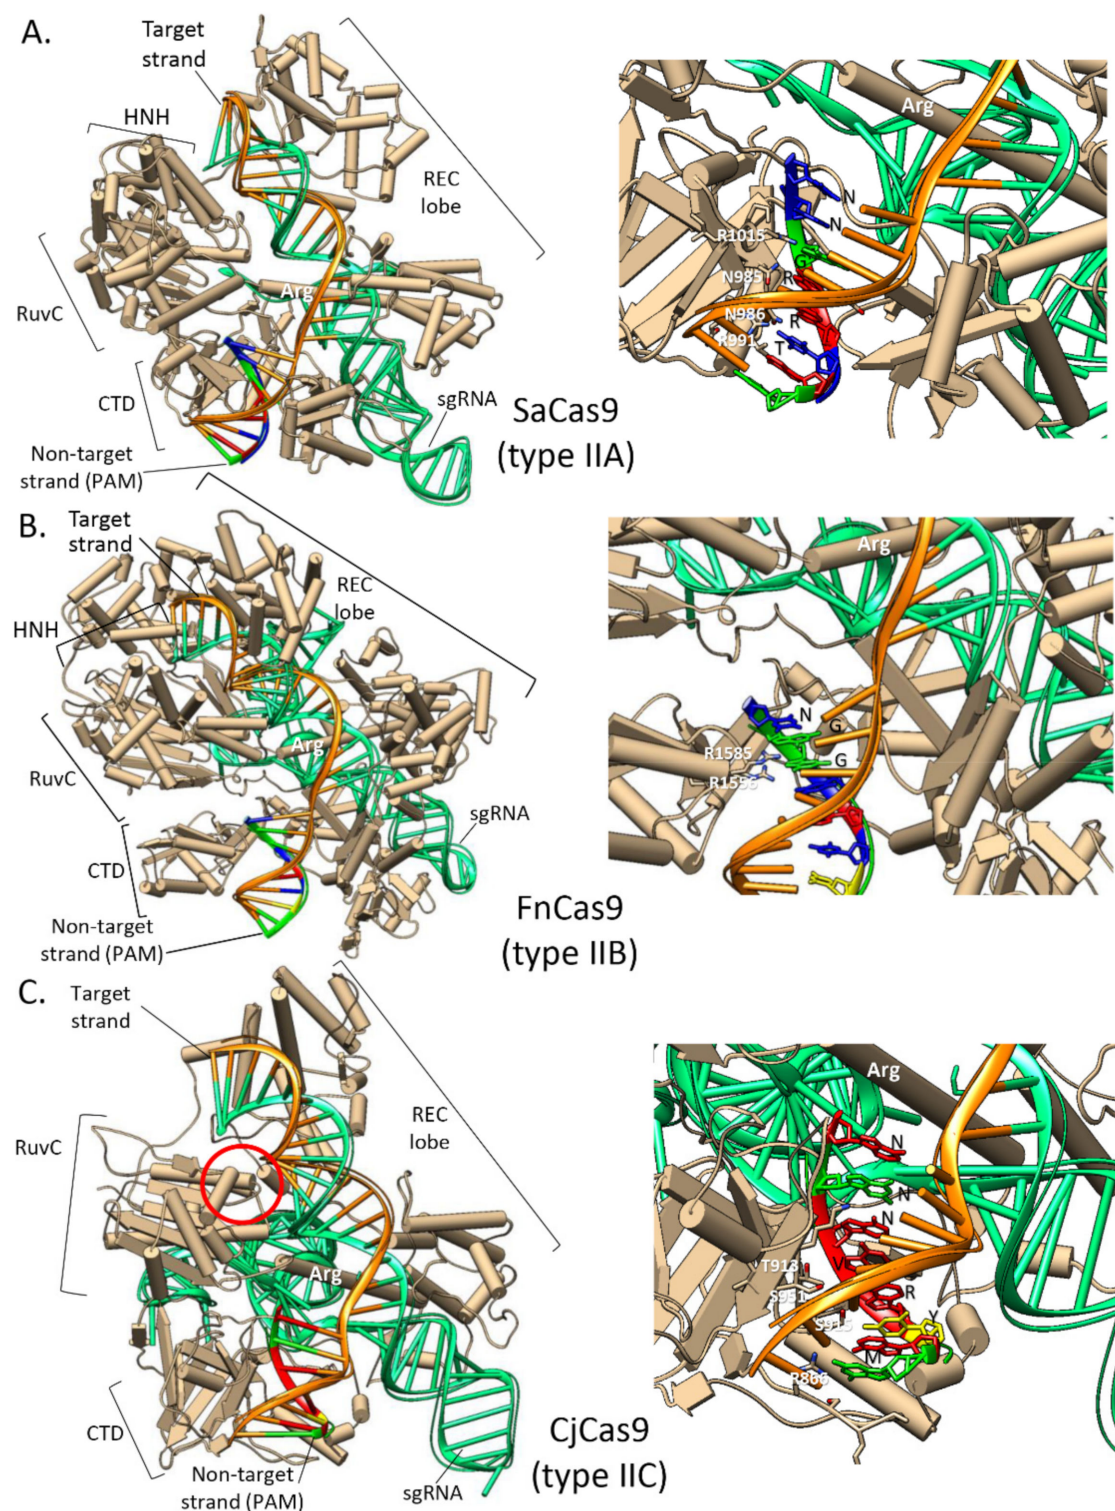 A.
Target
strand
HNH
REC
lobe
RuvC
Arg
CTD
sgRNA
Non-target
strand (PAM)
SaCas9
(type IIA)
Arg
N
N
R1015
G
N985
R
N986
R
R991
T
B.
Target
strand
REC
lobe
HNH
Arg
RuvC
sgRNA
CTD
Non-target
strand (PAM)
FnCas9
(type IIB)
Arg
N
G
R1585
G
R1556
C.
Target
strand
REC
lobe
RuvC
Arg
CTD
Non-target
strand (PAM)
sgRNA
CjCas9
(type IIC)
Arg
N
N
N
T913
V
S951
R
S915
Y
M
R866